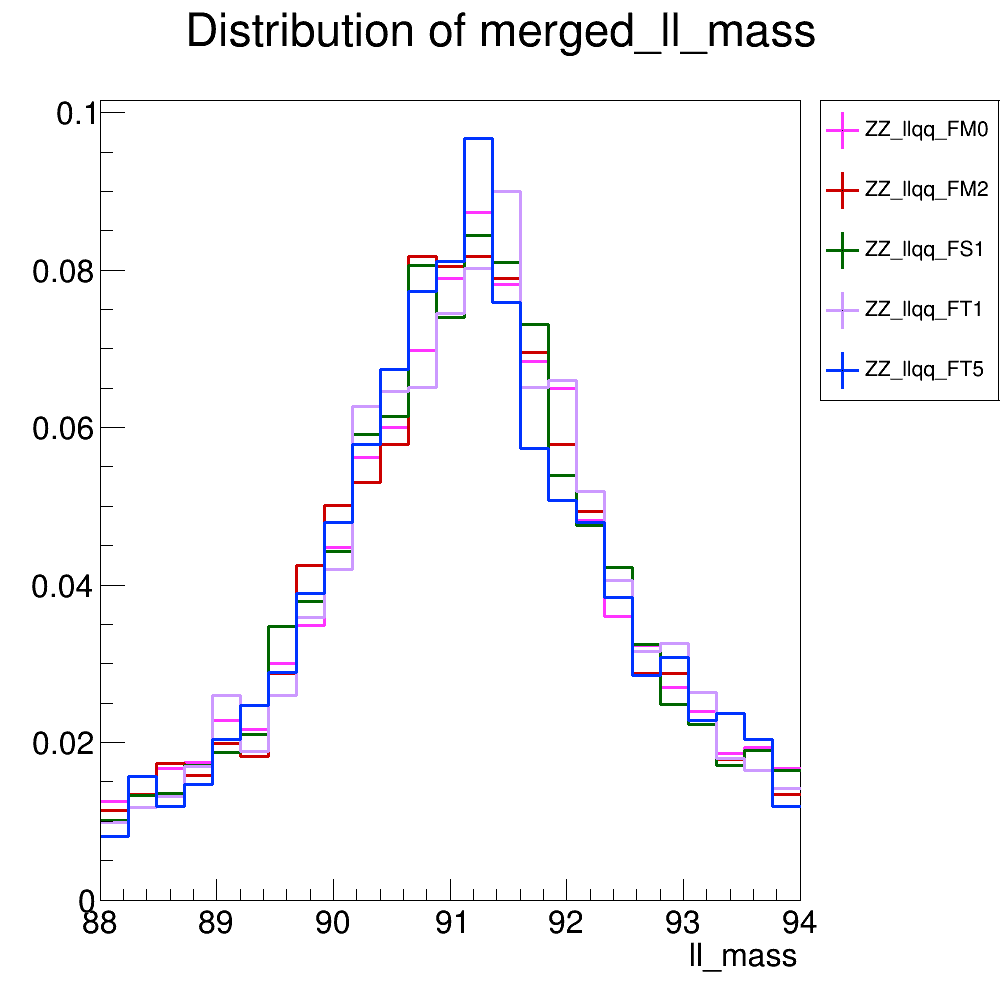 Distribution of merged_ll_mass
0.1
0.08
0.06
0.04
0.02
0
88 89 90 91 92 93 94
ll_mass
ZZ_llqq_FM0
ZZ_llqq_FM2
ZZ_llqq_FS1
ZZ_llqq_FT1
ZZ_llqq_FT5